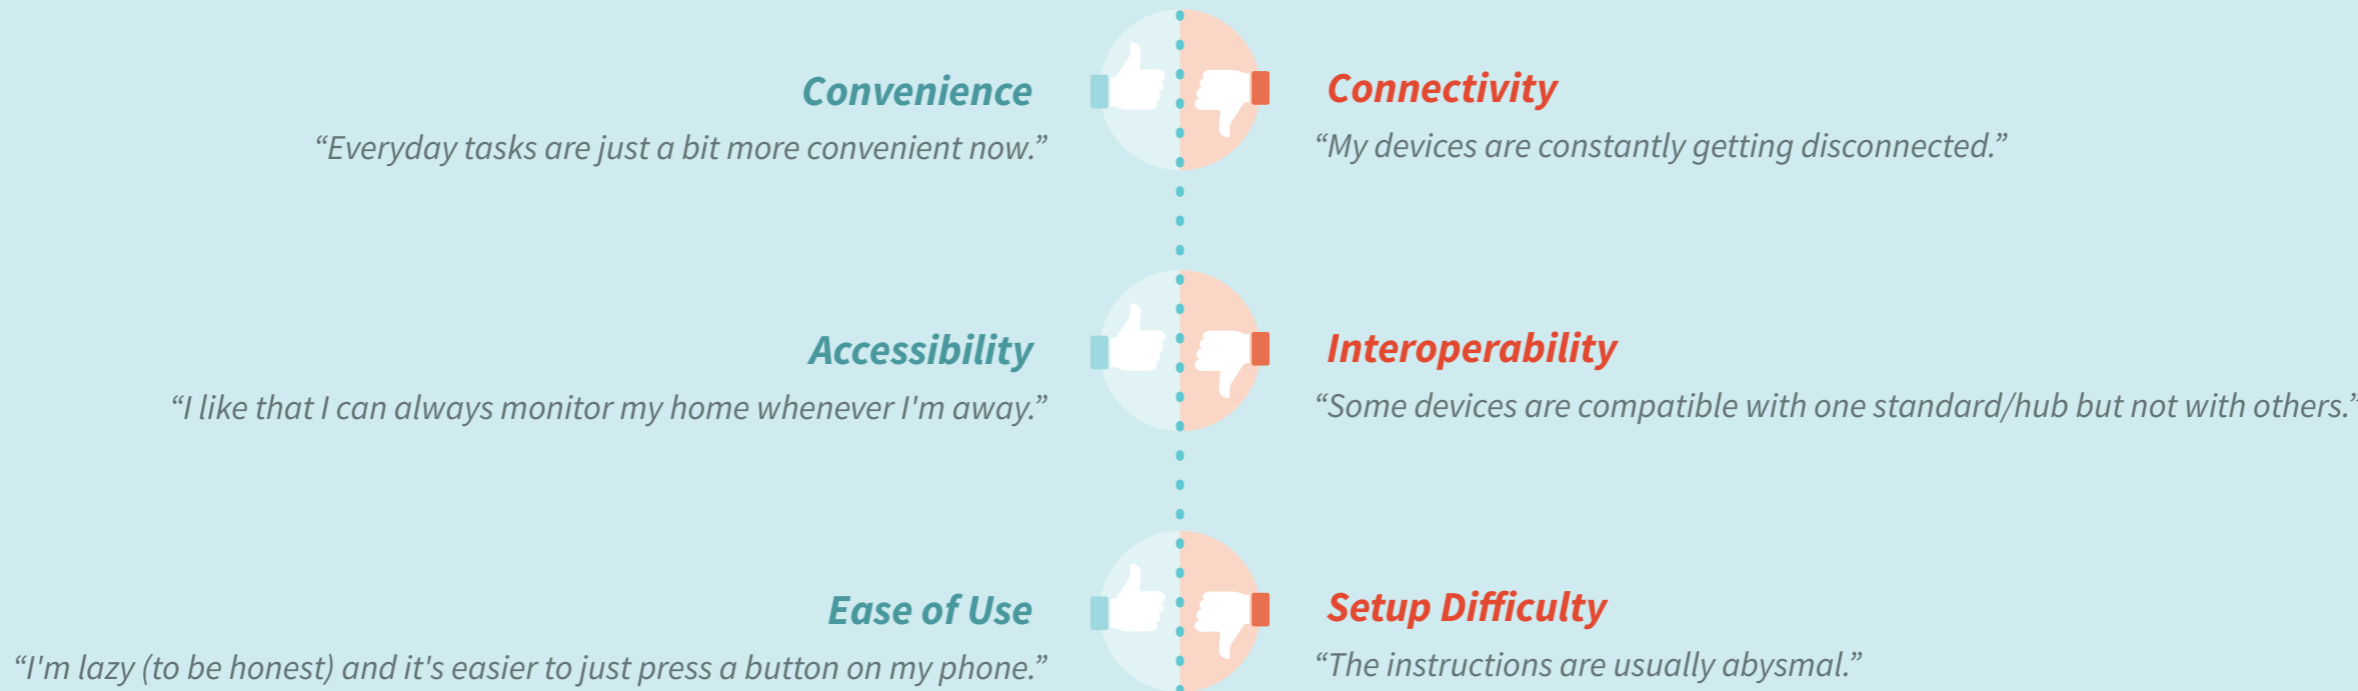 Convenience
“Everyday tasks are just a bit more convenient now.”
Connectivity
“My devices are constantly getting disconnected.”
Accessibility
“I like that I can always monitor my home whenever I'm away.”
Interoperability
“Some devices are compatible with one standard/hub but not with others.”
Ease of Use
“I'm lazy (to be honest) and it's easier to just press a button on my phone.”
Setup Difficulty
“The instructions are usually abysmal.”